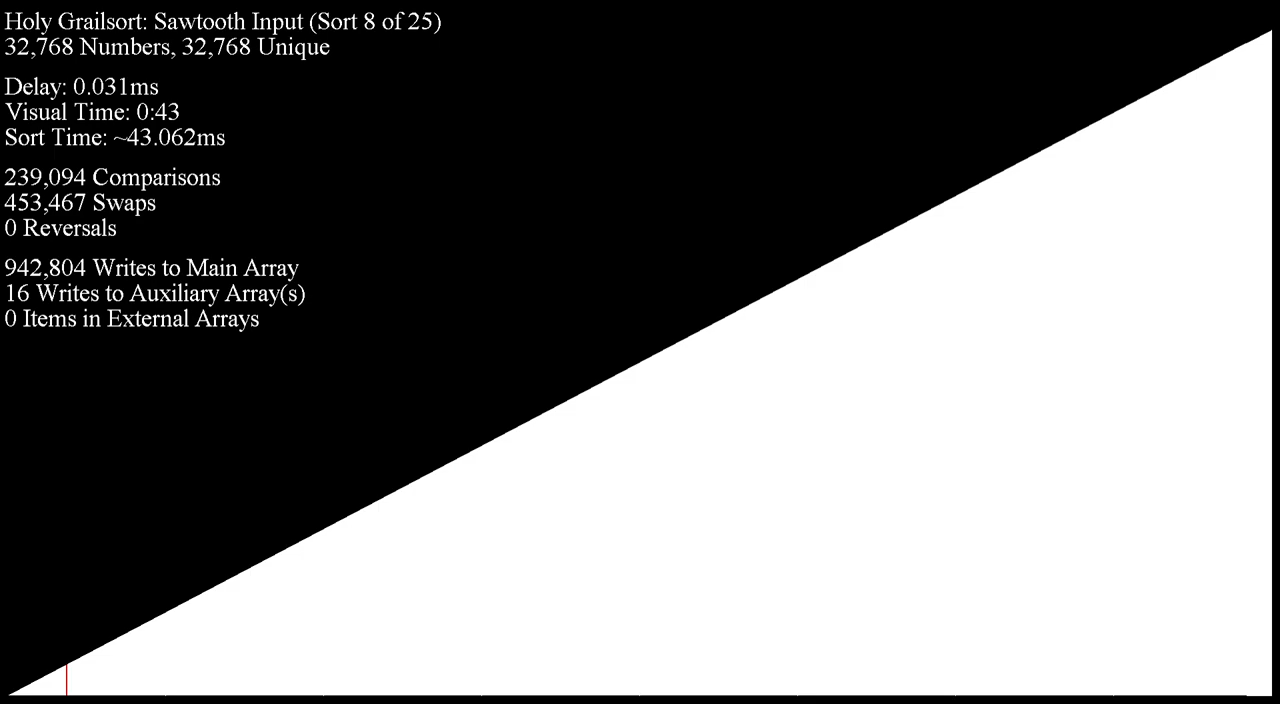 Holy Grailsort: Sawtooth Input (Sort 8 of 25)
32,768 Numbers, 32,768 Unique
Delay: 0.031ms
Visual Time: 0:43
Sort Time: ~43.062ms
239,094 Comparisons
453,467 Swaps
0 Reversals
942,804 Writes to Main Array
16 Writes to Auxiliary Array(s)
0 Items in External Arrays